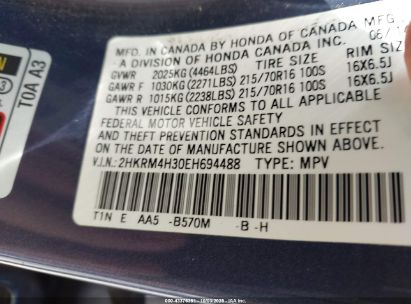 MFD. IN CANADA BY HONDA OF CANADA MFG.
- A DIVISION OF HONDA CANADA INC. 06/
TIRE SIZE RIM SIZE
GVWR 2025KG (4464LBS)
GAWR F 1030KG (2271LBS) 215/70R16 100S 16X6.5J
GAWR R 1015KG (2238LBS) 215/70R16 100S 16X6.5J
THIS VEHICLE CONFORMS TO ALL APPLICABLE
FEDERAL MOTOR VEHICLE SAFETY
AND THEFT PREVENTION STANDARDS IN EFFECT
ON THE DATE OF MANUFACTURE SHOWN ABOVE.
V.I.N.: 2HKRM4H30EH694488 TYPE: MPV
T1N E AA5 -B570M -B -H
TOA A3